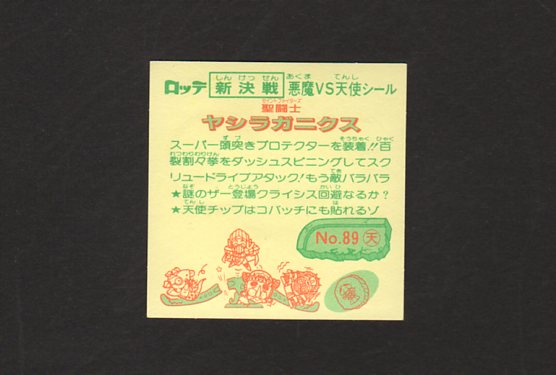 ロッテ 新決戦 悪魔VS天使シール
聖闘士
ヤシラガニクス
スーパー頭突きプロテクターを装着!!百
裂割々拳をダッシュスピニングしてスク
リュードライブアタック!もう敵バラバラ
★謎のザー登場クライシス回避なるか?
★天使チップはコバッチにも貼れるゾ
No.89 天